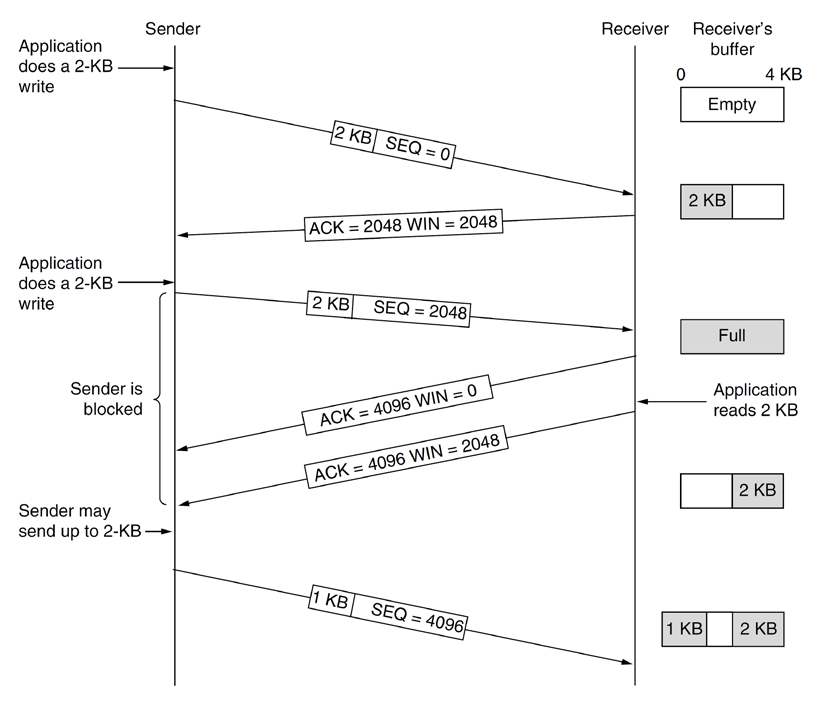 Sender
Receiver
Receiver's
buffer
Application
does a 2-KB
write
0
4 KB
Empty
2 KB SEQ = 0
2 KB
ACK = 2048 WIN = 2048
Application
does a 2-KB
write
2 KB SEQ = 2048
Full
Sender is
blocked
Application
reads 2 KB
ACK = 4096 WIN = 0
ACK = 4096 WIN = 2048
2 KB
Sender may
send up to 2-KB
1 KB SEQ = 4096
1 KB
2 KB